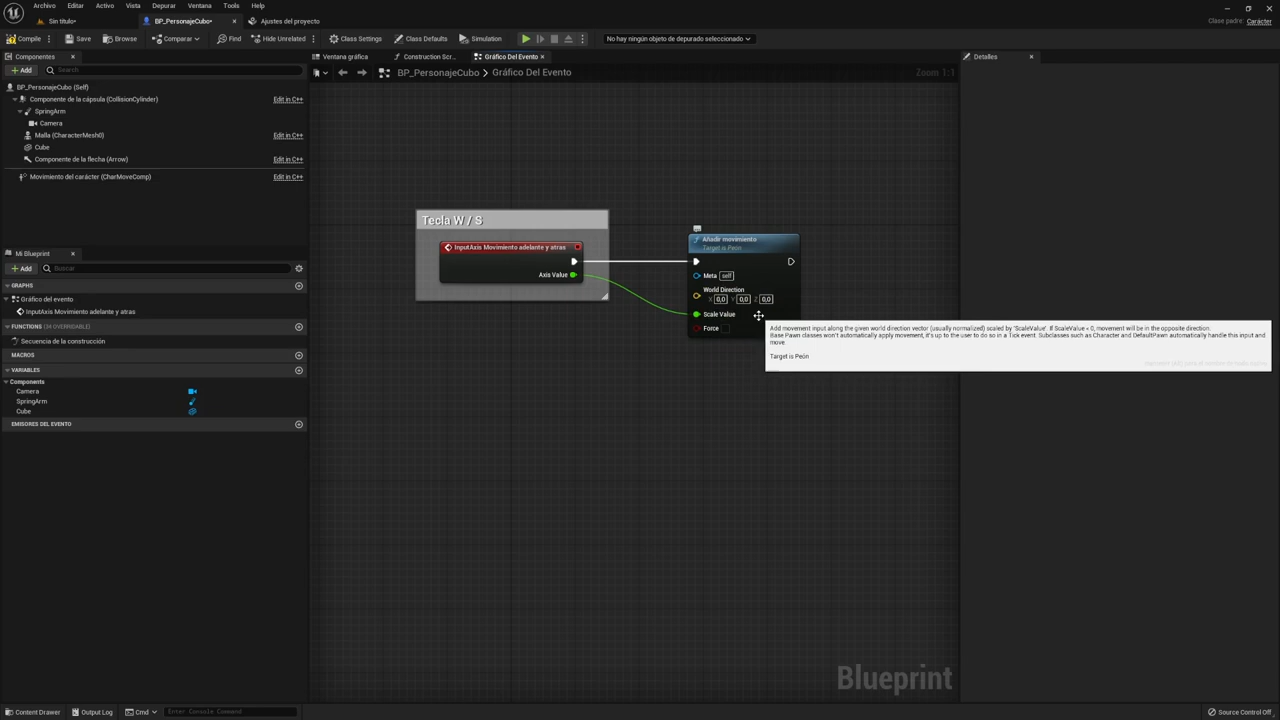 Archivo Editar Activo Vista Depurar Ventana Tools Help
Sin título•
BP_PersonajeCubo•
Ajustes del proyecto
Clase padre: Carácter
Compile
Save
Browse
Comparar
Find
Hide Unrelated
Class Settings
Class Defaults
Simulation
No hay ningún objeto de depurado seleccionado
Componentes
Add
Search
BP_PersonajeCubo (Self)
Componente de la cápsula (CollisionCylinder) Edit in C++
SpringArm
Camera
Malla (CharacterMesh0) Edit in C++
Cube
Componente de la flecha (Arrow) Edit in C++
Movimiento del carácter (CharMoveComp) Edit in C++
Mi Blueprint
Add
Buscar
GRAPHS
Gráfico del evento
InputAxis Movimiento adelante y atras
FUNCTIONS (34 OVERRIDABLE)
Secuencia de la construcción
MACROS
VARIABLES
Components
Camera
SpringArm
Cube
EMISORES DEL EVENTO
Ventana gráfica
Construction Scr...
Gráfico Del Evento
BP_PersonajeCubo > Gráfico Del Evento
Zoom 1:1
Tecla W / S
InputAxis Movimiento adelante y atras
Axis Value
Añadir movimiento
Target is Peón
Meta self
World Direction
X 0,0 Y 0,0 Z 0,0
Scale Value
Force
Add movement input along the given world direction vector (usually normalized) scaled by 'ScaleValue'. If ScaleValue < 0, movement will be in the opposite direction.
Base Pawn classes won't automatically apply movement, it's up to the user to do so in a Tick event. Subclasses such as Character and DefaultPawn automatically handle this input and
move.
Target is Peón
Blueprint
Detalles
Content Drawer
Output Log
Cmd
Enter Console Command
Source Control Off